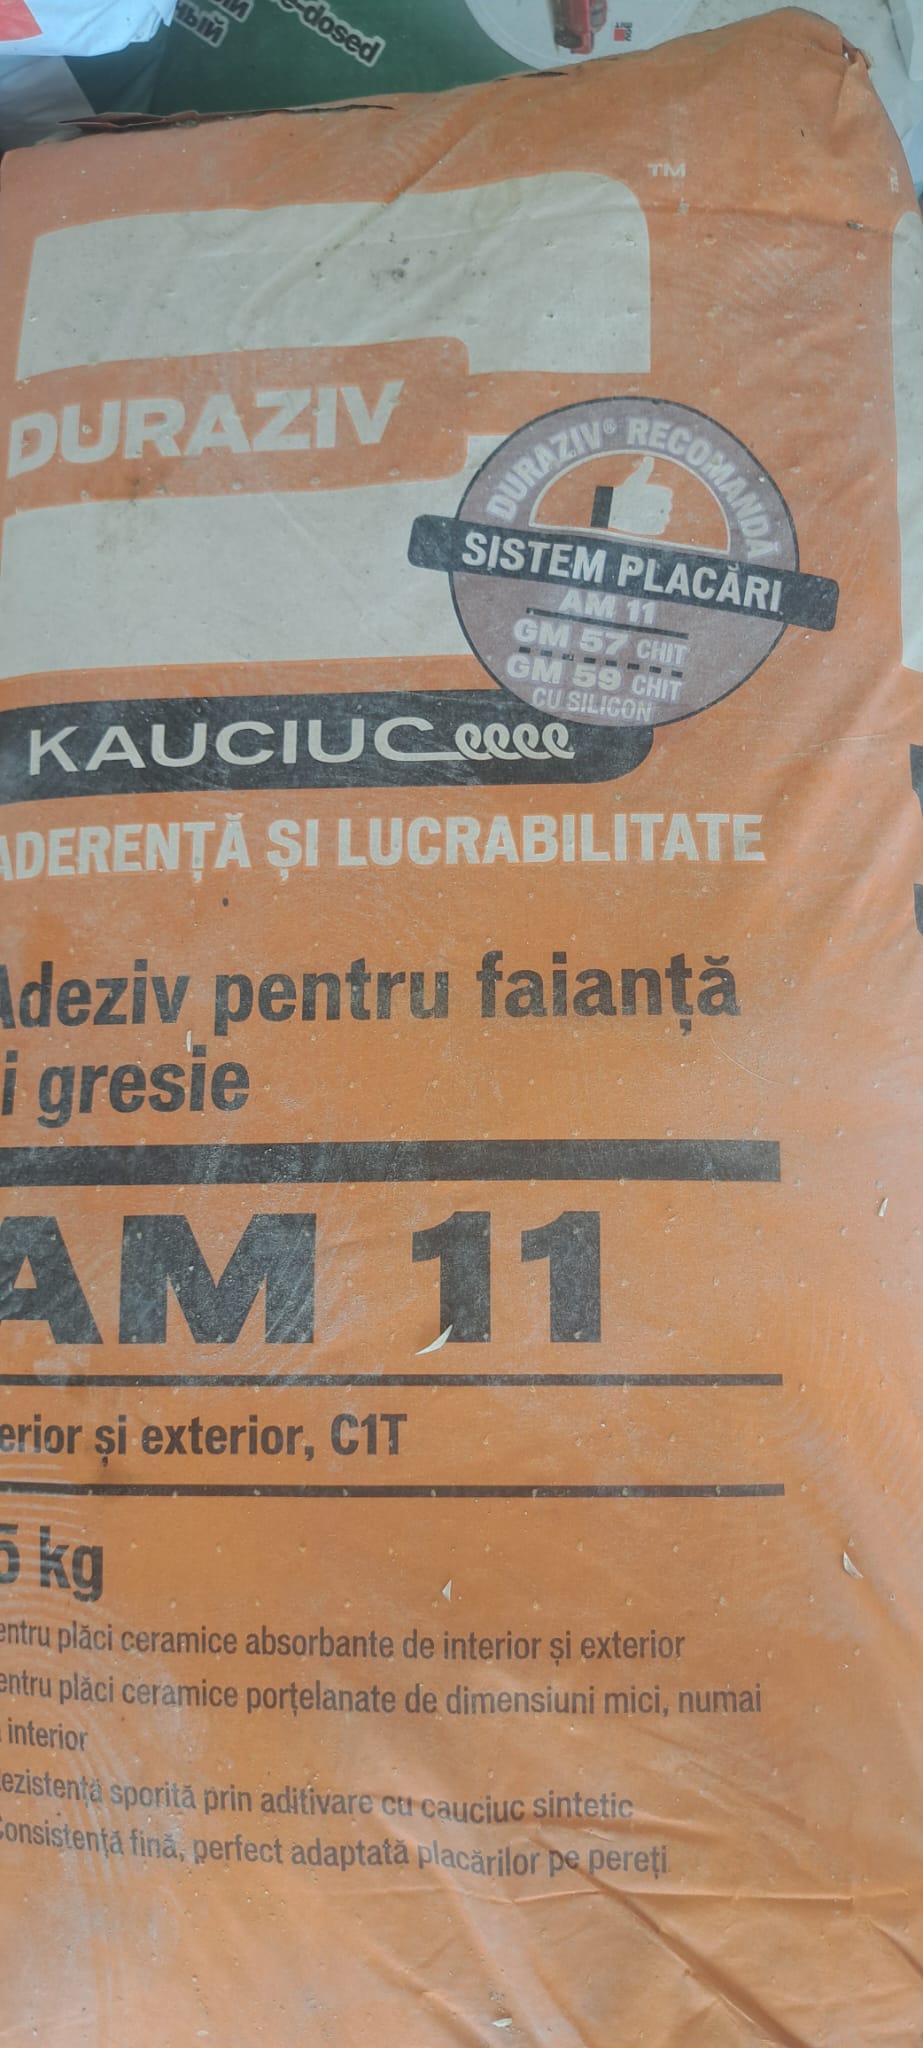 e-dosed
TM
DURAZIV
DURAZIV® RECOMANDĂ
SISTEM PLACĂRI
AM 11
GM 57 CHIT
GM 59 CHIT
CU SILICON
KAUCIUC
ADERENȚĂ ȘI LUCRABILITATE
Adeziv pentru faianță
i gresie
AM 11
erior și exterior, C1T
5 kg
entru plăci ceramice absorbante de interior și exterior
entru plăci ceramice porțelanate de dimensiuni mici, numai
interior
ezistență sporită prin aditivare cu cauciuc sintetic
Consistență fină, perfect adaptată placărilor pe pereți